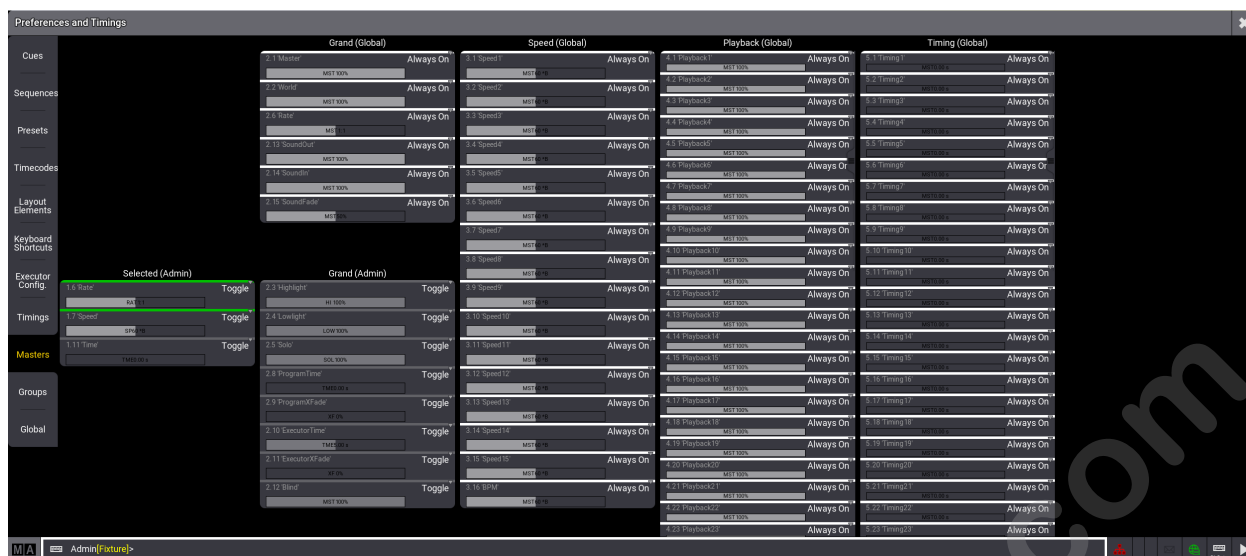 Preferences and Timings
Cues
Sequences
Presets
Timecodes
Layout
Elements
Keyboard
Shortcuts
Executor
Config.
Timings
Masters
Groups
Global
Selected (Admin)
1.6 'Rate' Toggle
RAT 1:1
1.7 'Speed' Toggle
1.11 'Time' Toggle
Grand (Global)
2.1 'Master' Always On
MST 100%
2.2 'World' Always On
MST 100%
2.6 'Rate' Always On
MST 1:1
2.13 'SoundOut' Always On
MST 100%
2.14 'SoundIn' Always On
MST 100%
2.15 'SoundFade' Always On
MST 50%
Grand (Admin)
2.3 'Highlight' Toggle
HI 100%
2.4 'Lowlight' Toggle
LOW 100%
2.5 'Solo' Toggle
SOL 100%
2.8 'ProgramTime' Toggle
2.9 'ProgramXFade' Toggle
XF 0%
2.10 'ExecutorTime' Toggle
2.11 'ExecutorXFade' Toggle
XF 0%
2.12 'Blind' Toggle
MST 100%
Speed (Global)
3.1 'Speed1' Always On
3.2 'Speed2' Always On
3.3 'Speed3' Always On
3.4 'Speed4' Always On
3.5 'Speed5' Always On
3.6 'Speed6' Always On
3.7 'Speed7' Always On
3.8 'Speed8' Always On
3.9 'Speed9' Always On
3.10 'Speed10' Always On
3.11 'Speed11' Always On
3.12 'Speed12' Always On
3.13 'Speed13' Always On
3.14 'Speed14' Always On
3.15 'Speed15' Always On
3.16 'BPM' Always On
Playback (Global)
4.1 'Playback1' Always On
MST 100%
4.2 'Playback2' Always On
MST 100%
4.3 'Playback3' Always On
MST 100%
4.4 'Playback4' Always On
MST 100%
4.5 'Playback5' Always On
MST 100%
4.6 'Playback6' Always On
MST 100%
4.7 'Playback7' Always On
MST 100%
4.8 'Playback8' Always On
MST 100%
4.9 'Playback9' Always On
MST 100%
4.10 'Playback10' Always On
MST 100%
4.11 'Playback11' Always On
MST 100%
4.12 'Playback12' Always On
MST 100%
4.13 'Playback13' Always On
MST 100%
4.14 'Playback14' Always On
MST 100%
4.15 'Playback15' Always On
MST 100%
4.16 'Playback16' Always On
MST 100%
4.17 'Playback17' Always On
MST 100%
4.18 'Playback18' Always On
MST 100%
4.19 'Playback19' Always On
MST 100%
4.20 'Playback20' Always On
MST 100%
4.21 'Playback21' Always On
MST 100%
4.22 'Playback22' Always On
MST 100%
4.23 'Playback23' Always On
Timing (Global)
5.1 'Timing1' Always On
5.2 'Timing2' Always On
5.3 'Timing3' Always On
5.4 'Timing4' Always On
5.5 'Timing5' Always On
5.6 'Timing6' Always On
5.7 'Timing7' Always On
5.8 'Timing8' Always On
5.9 'Timing9' Always On
5.10 'Timing10' Always On
5.11 'Timing11' Always On
5.12 'Timing12' Always On
5.13 'Timing13' Always On
5.14 'Timing14' Always On
5.15 'Timing15' Always On
5.16 'Timing16' Always On
5.17 'Timing17' Always On
5.18 'Timing18' Always On
5.19 'Timing19' Always On
5.20 'Timing20' Always On
5.21 'Timing21' Always On
5.22 'Timing22' Always On
5.23 'Timing23' Always On
com
MA Admin[Fixture]>